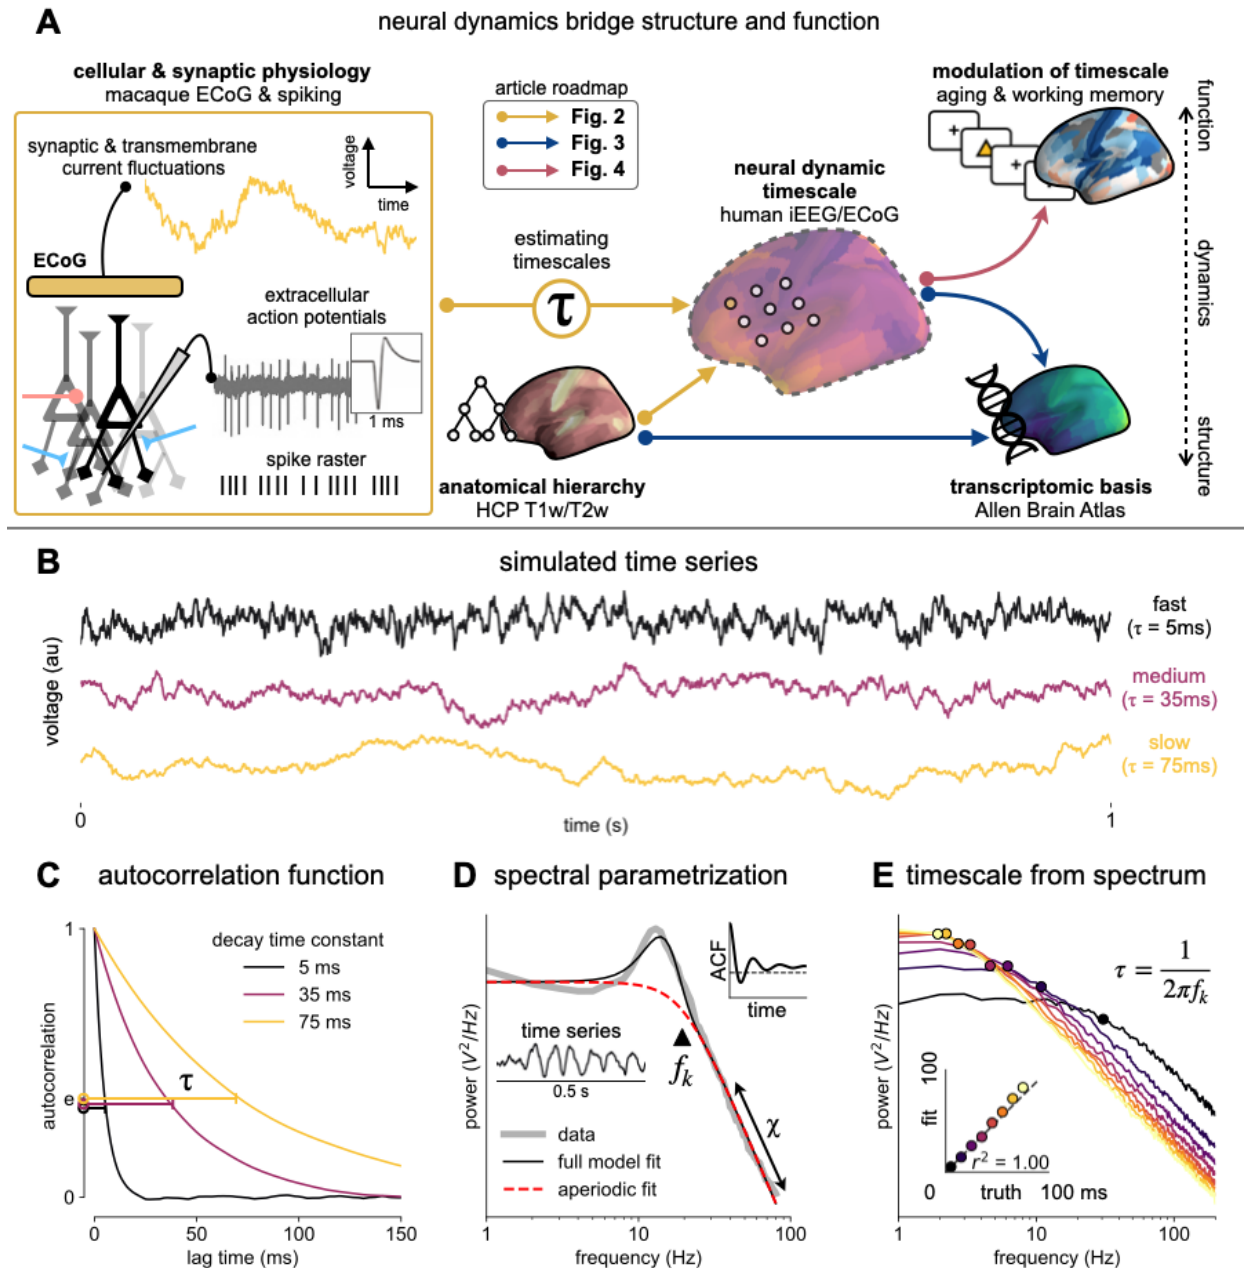 A
neural dynamics bridge structure and function
cellular & synaptic physiology
macaque ECoG & spiking
synaptic & transmembrane
current fluctuations
voltage
time
ECoG
extracellular
action potentials
1 ms
spike raster
article roadmap
Fig. 2
Fig. 3
Fig. 4
estimating
timescales
τ
anatomical hierarchy
HCP T1w/T2w
neural dynamic
timescale
human iEEG/ECoG
modulation of timescale
aging & working memory
transcriptomic basis
Allen Brain Atlas
function
dynamics
structure
B
simulated time series
voltage (au)
fast
(τ = 5ms)
medium
(τ = 35ms)
slow
(τ = 75ms)
0
time (s)
1
C autocorrelation function
1
decay time constant
5 ms
35 ms
75 ms
autocorrelation
τ
e
0
0 50 100 150
lag time (ms)
D spectral parametrization
ACF
time
power (V²/Hz)
time series
0.5 s
fₖ
χ
data
full model fit
aperiodic fit
1 10 100
frequency (Hz)
E timescale from spectrum
τ = 1/(2πfₖ)
power (V²/Hz)
100
fit
r² = 1.00
0 truth 100 ms
1 10 100
frequency (Hz)